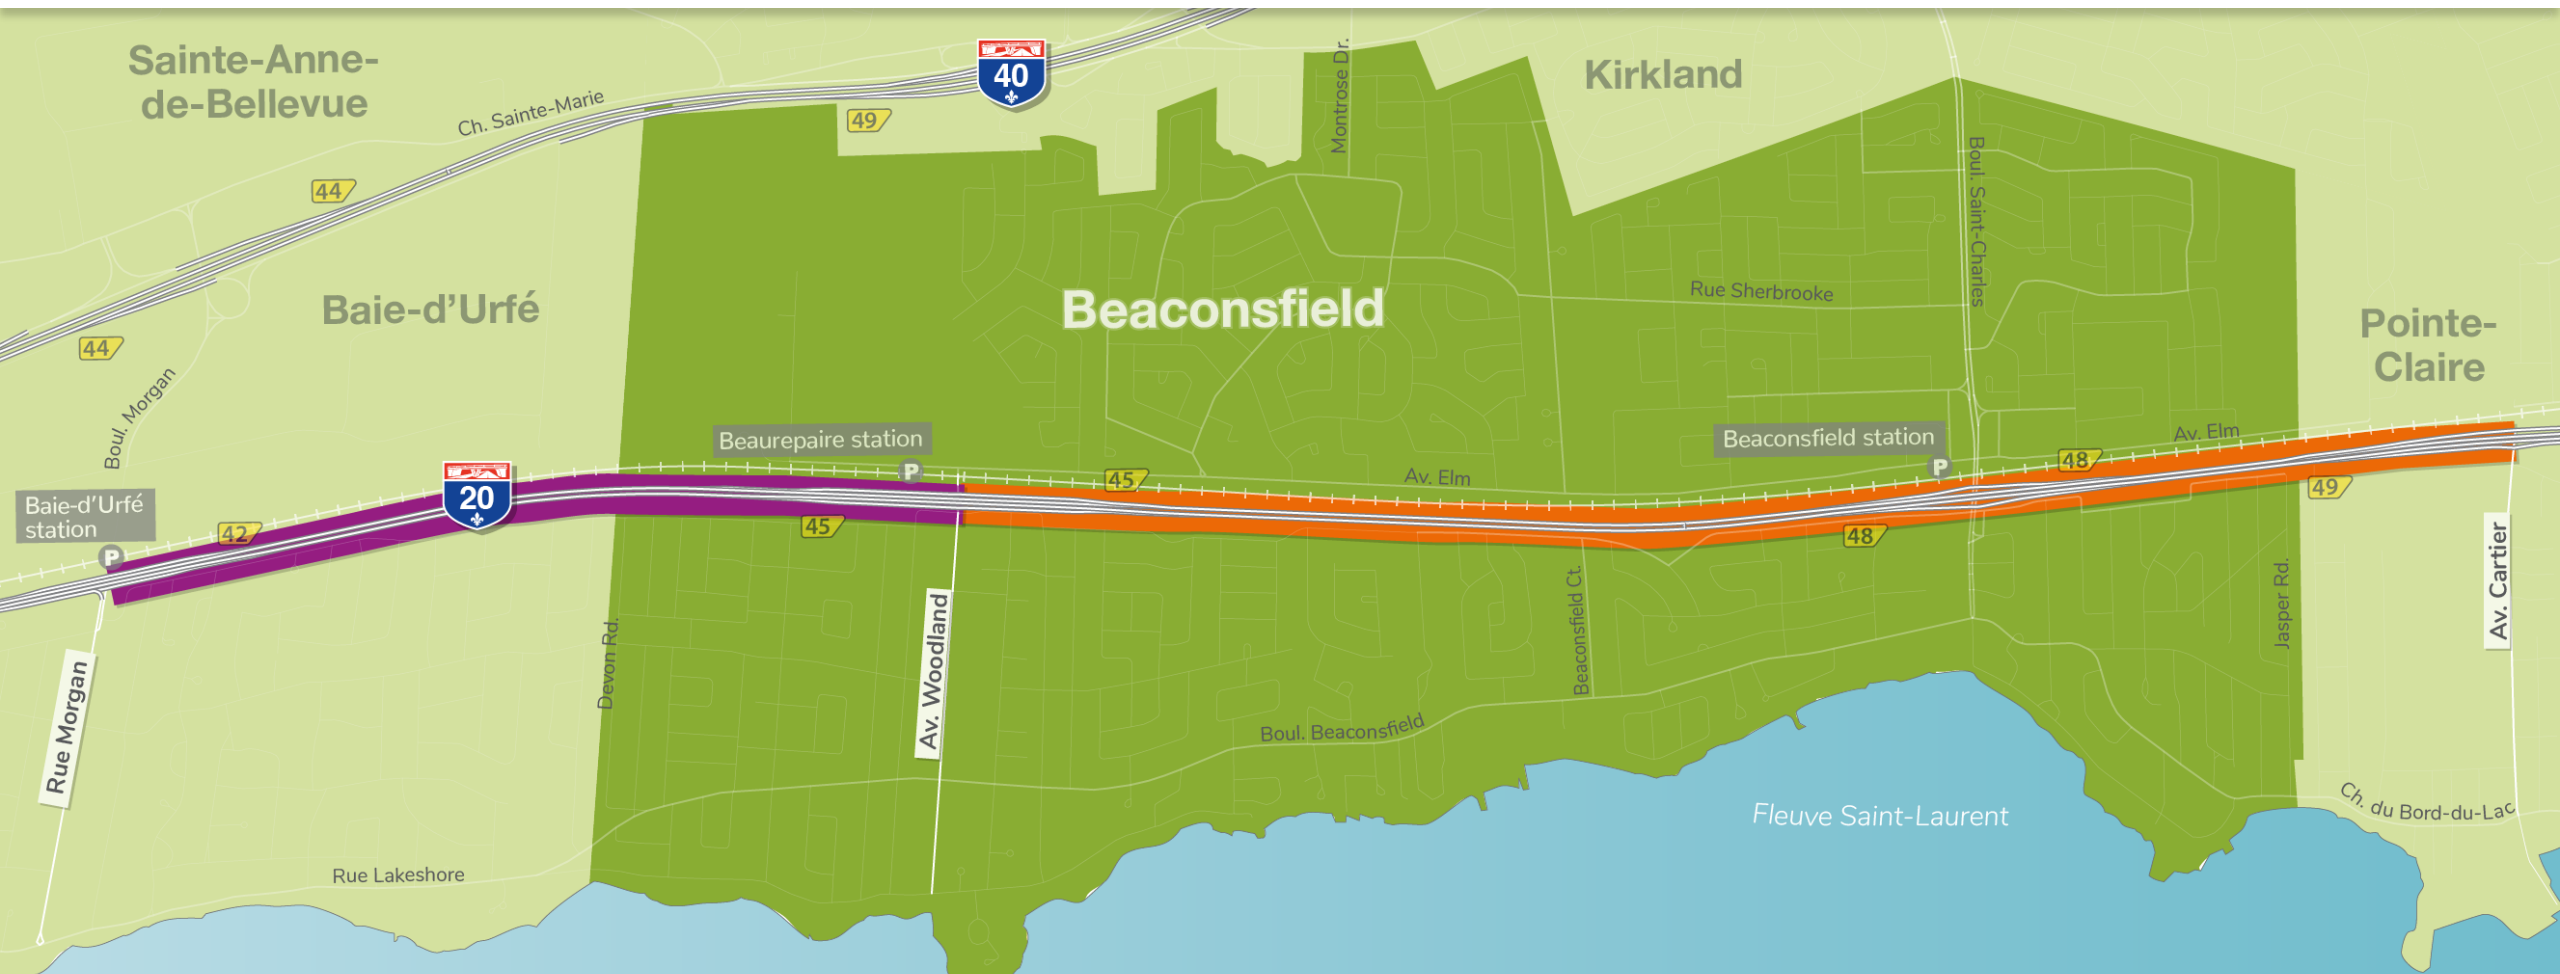 Sainte-Anne-
de-Bellevue
Ch. Sainte-Marie
40
49
Montrose Dr.
Kirkland
44
Boul. Saint-Charles
Baie-d'Urfé
Beaconsfield
Rue Sherbrooke
Pointe-
Claire
44
Boul. Morgan
Beaurepaire station
P
Beaconsfield station
P
Av. Elm
48
45
Av. Elm
20
49
Baie-d'Urfé
station
P
42
45
48
Rue Morgan
Devon Rd.
Av. Woodland
Beaconsfield Ct.
Jasper Rd.
Av. Cartier
Boul. Beaconsfield
Fleuve Saint-Laurent
Ch. du Bord-du-Lac
Rue Lakeshore